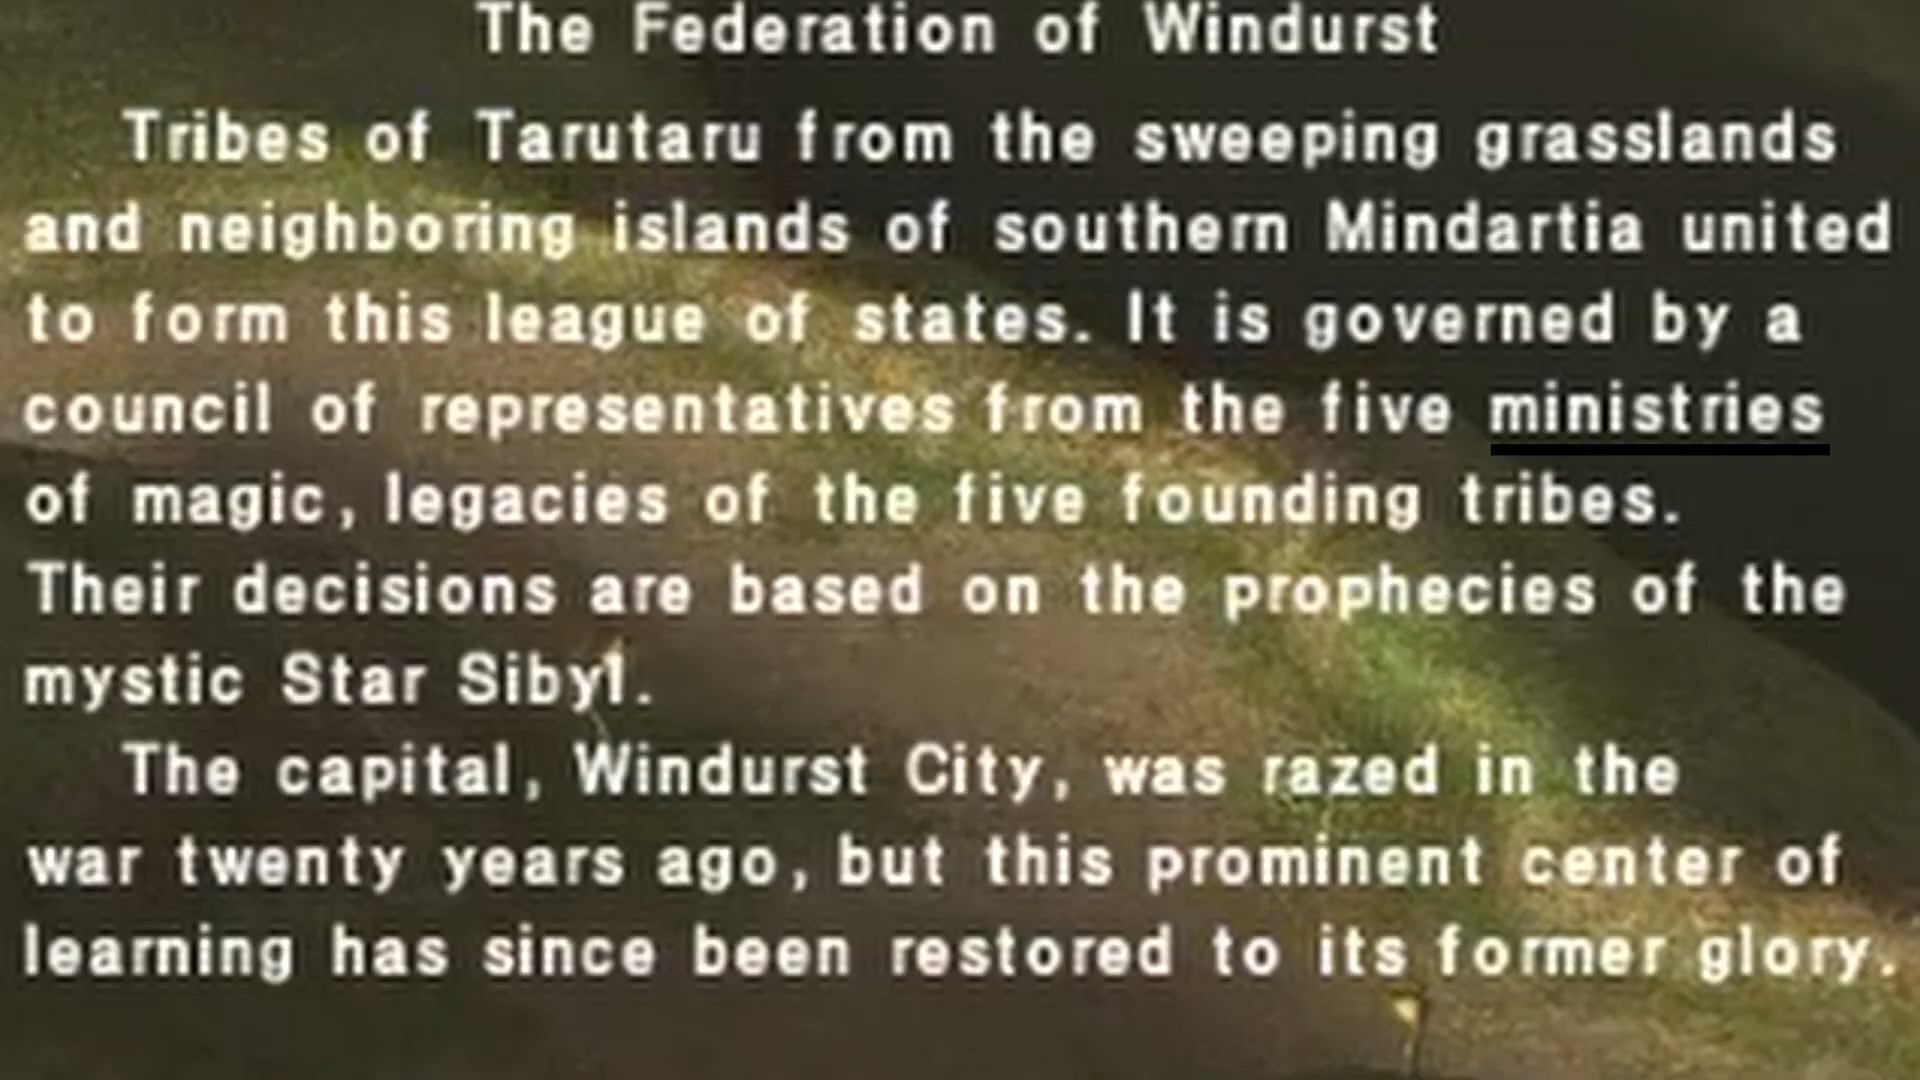 The Federation of Windurst
Tribes of Tarutaru from the sweeping grasslands
and neighboring islands of southern Mindartia united
to form this league of states. It is governed by a
council of representatives from the five ministries
of magic, legacies of the five founding tribes.
Their decisions are based on the prophecies of the
mystic Star Sibyl.
The capital, Windurst City, was razed in the
war twenty years ago, but this prominent center of
learning has since been restored to its former glory.